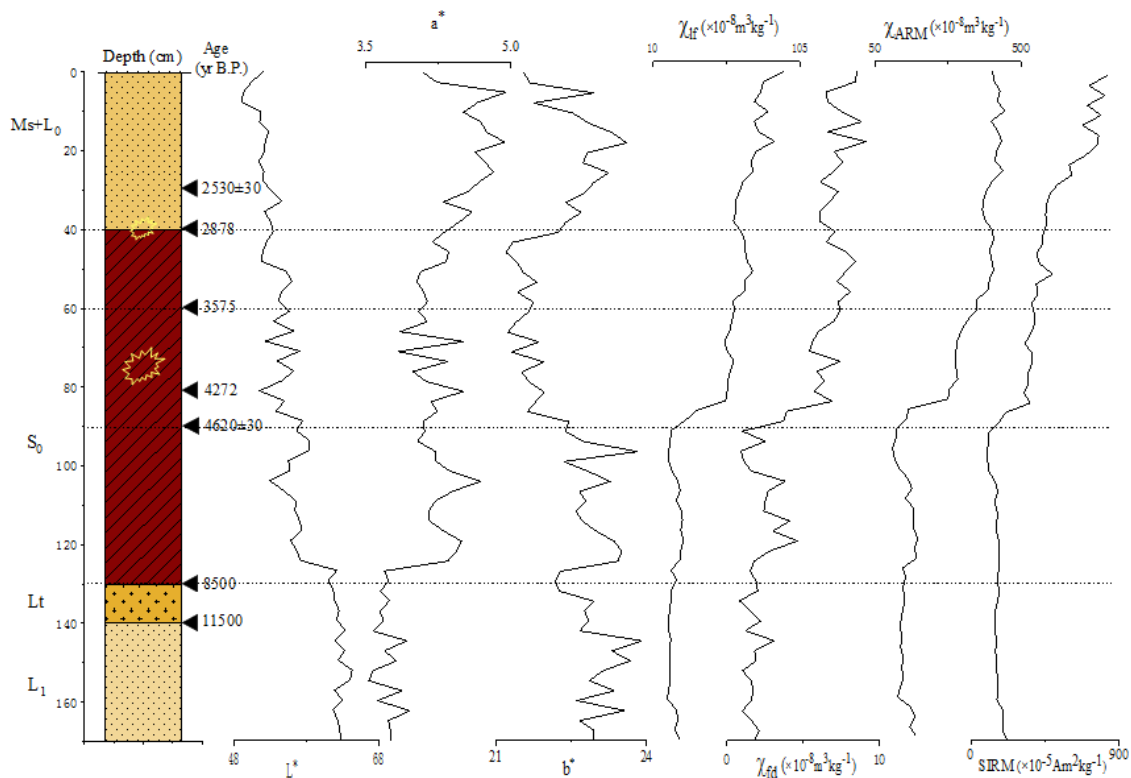 a*
3.5 5.0
χlf (×10⁻⁸m³kg⁻¹)
10 105
χARM (×10⁻⁸m³kg⁻¹)
50 500
Depth (cm)
Age
(yr B.P.)
0
Ms+L₀
20
2530±30
2878
40
3575
60
4272
80
4620±30
S₀
100
120
8500
Lt
11500
140
L₁
160
48 68
L*
21 24
b*
0 10
χfd (×10⁻⁸m³kg⁻¹)
0 900
SIRM (×10⁻⁵Am²kg⁻¹)